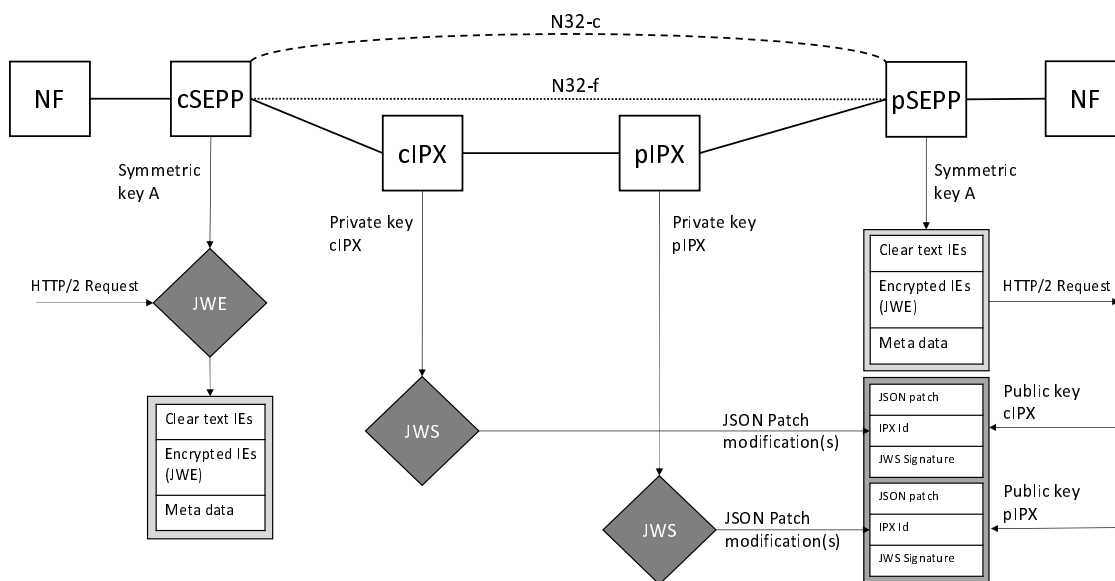 N32-c
NF
cSEPP
N32-f
pSEPP
NF
cIPX
pIPX
Symmetric
key A
Private key
cIPX
Private key
pIPX
Symmetric
key A
HTTP/2 Request
JWE
Clear text IEs
Encrypted IEs
(JWE)
Meta data
HTTP/2 Request
Clear text IEs
Encrypted IEs
(JWE)
Meta data
JWS
JSON Patch
modification(s)
JSON patch
IPX Id
JWS Signature
Public key
cIPX
JWS
JSON Patch
modification(s)
JSON patch
IPX Id
JWS Signature
Public key
pIPX